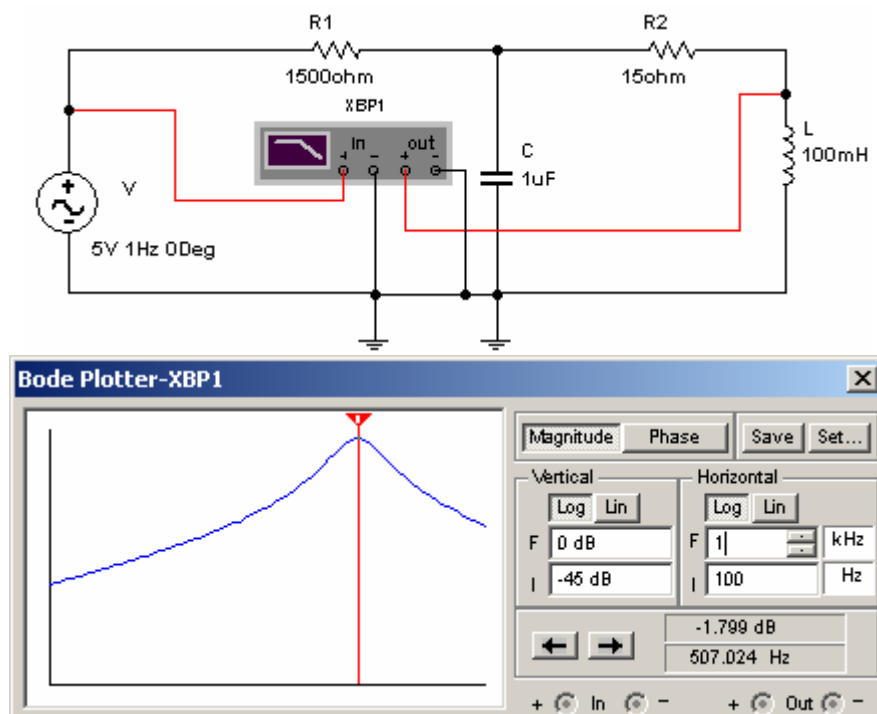 R1
R2
1500ohm
15ohm
XBP1
In
out
+ − + −
L
100mH
C
1uF
V
5V 1Hz 0Deg
Bode Plotter-XBP1
Magnitude Phase Save Set...
Vertical Horizontal
Log Lin Log Lin
F 0 dB F 1 kHz
I -45 dB I 100 Hz
-1.799 dB
507.024 Hz
+ In − + Out −